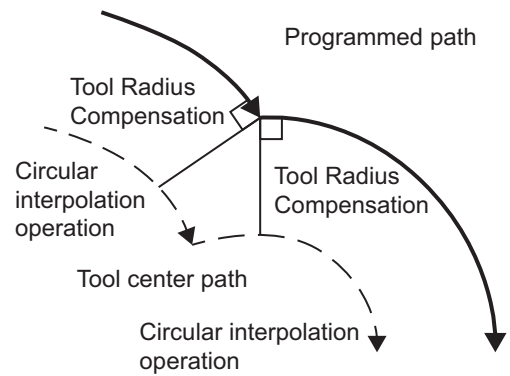 Programmed path
Tool Radius
Compensation
Circular
interpolation
operation
Tool Radius
Compensation
Tool center path
Circular interpolation
operation